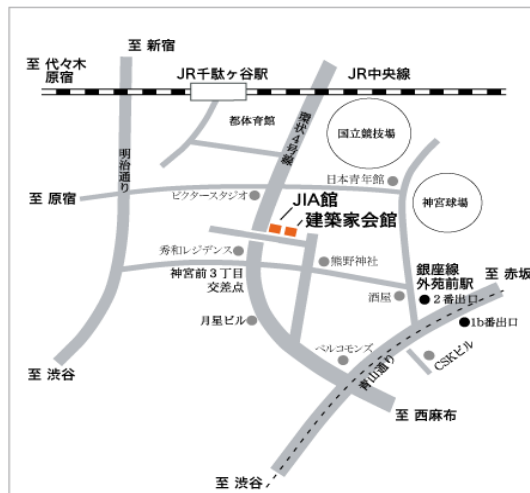 至 新宿
至 代々木
原宿
JR千駄ヶ谷駅
JR中央線
都体育館
環状4号線
国立競技場
明治通り
日本青年館
至 原宿
ビクタースタジオ
JIA館
建築家会館
神宮球場
秀和レジデンス
熊野神社
神宮前3丁目
交差点
銀座線
外苑前駅
至 赤坂
酒屋
2番出口
月星ビル
1b番出口
ベルコモンズ
CSKビル
青山通り
至 渋谷
至 西麻布
至 渋谷